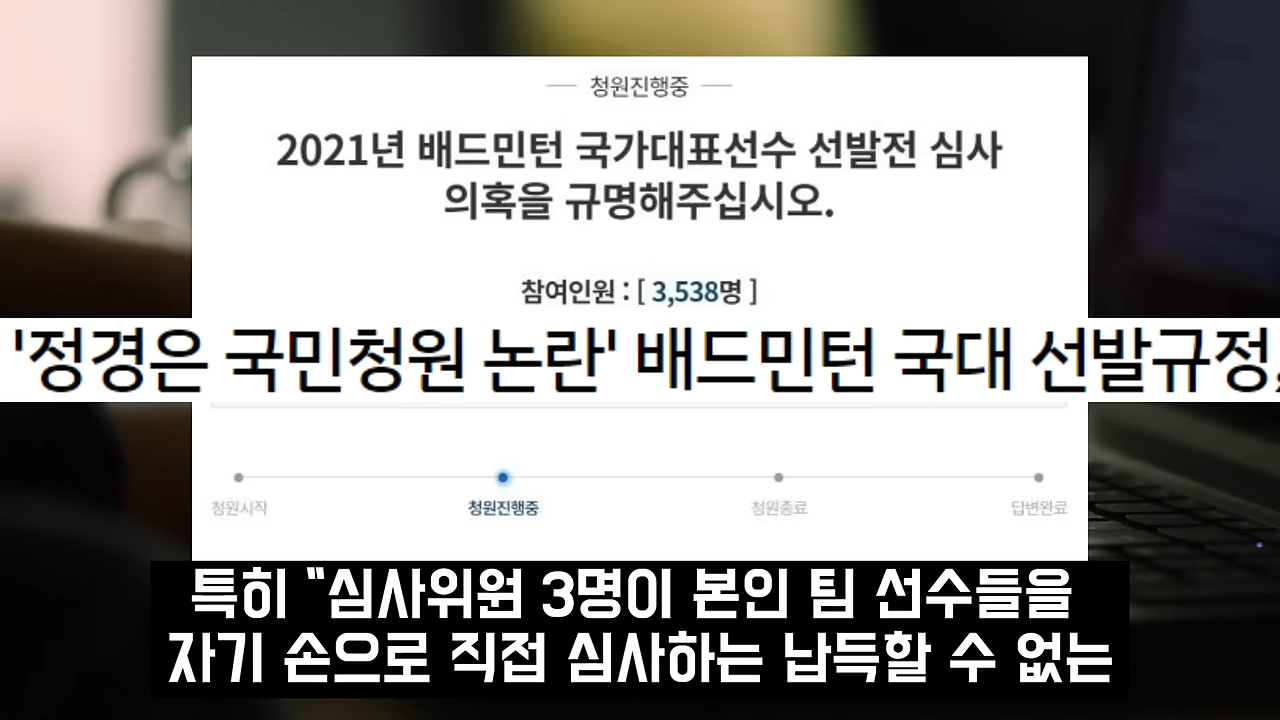 청원진행중
2021년 배드민턴 국가대표선수 선발전 심사
의혹을 규명해주십시오.
참여인원 : [ 3,538명 ]
'정경은 국민청원 논란' 배드민턴 국대 선발규정,
청원시작
청원진행중
청원종료
답변완료
특히 "심사위원 3명이 본인 팀 선수들을
자기 손으로 직접 심사하는 납득할 수 없는